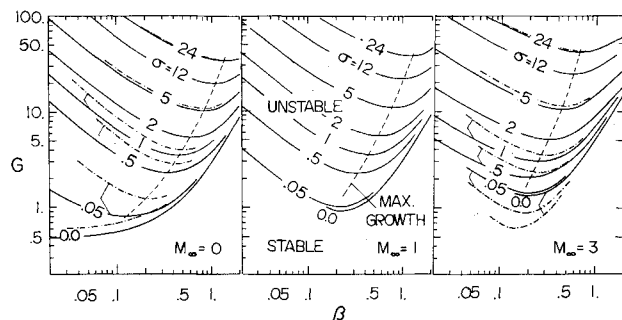 100.
50.
10.
5.
G
1.
.5
24
σ=12
5
2
1
.5
.05
0.0
M∞=0
24
σ=12
5
UNSTABLE
2
1
.5
.05
0.0
MAX.
GROWTH
STABLE
M∞=1
24
σ=12
5
2
1
.5
.05
0.0
M∞=3
.05 .1 .5 1. .05 .1 .5 1. .05 .1 .5 1.
β